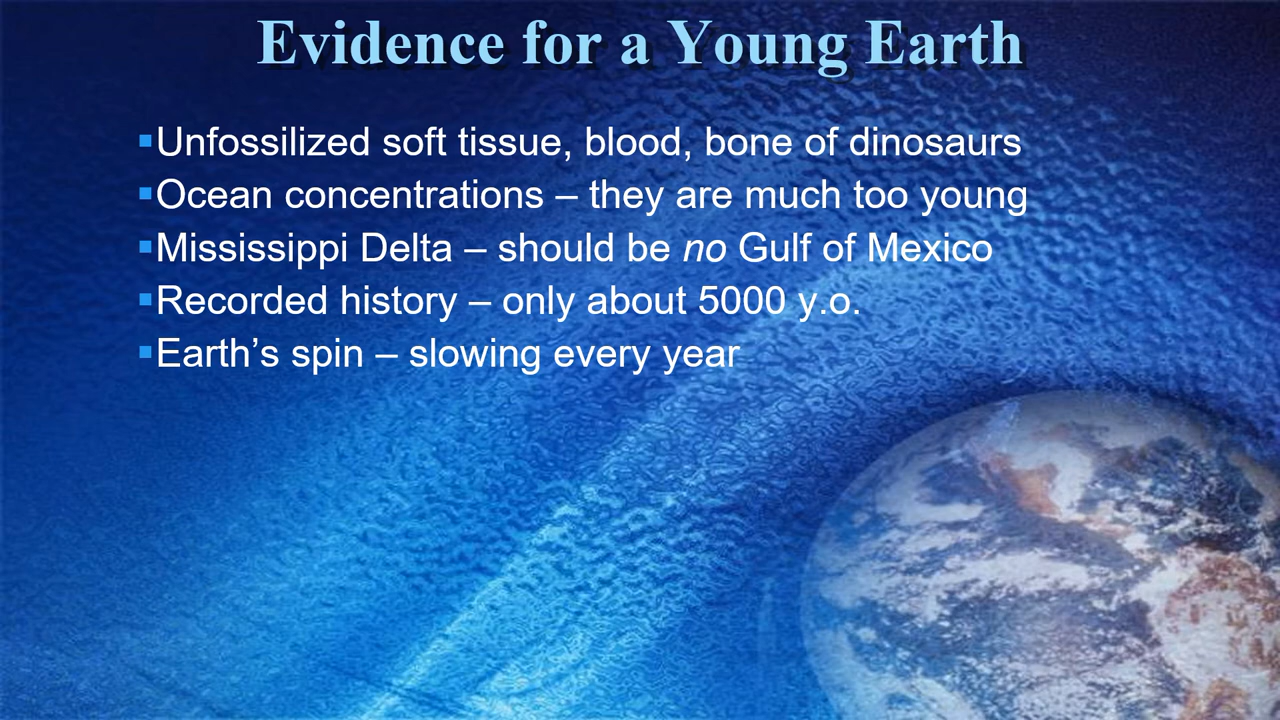 Evidence for a Young Earth
▪Unfossilized soft tissue, blood, bone of dinosaurs
▪Ocean concentrations – they are much too young
▪Mississippi Delta – should be no Gulf of Mexico
▪Recorded history – only about 5000 y.o.
▪Earth’s spin – slowing every year